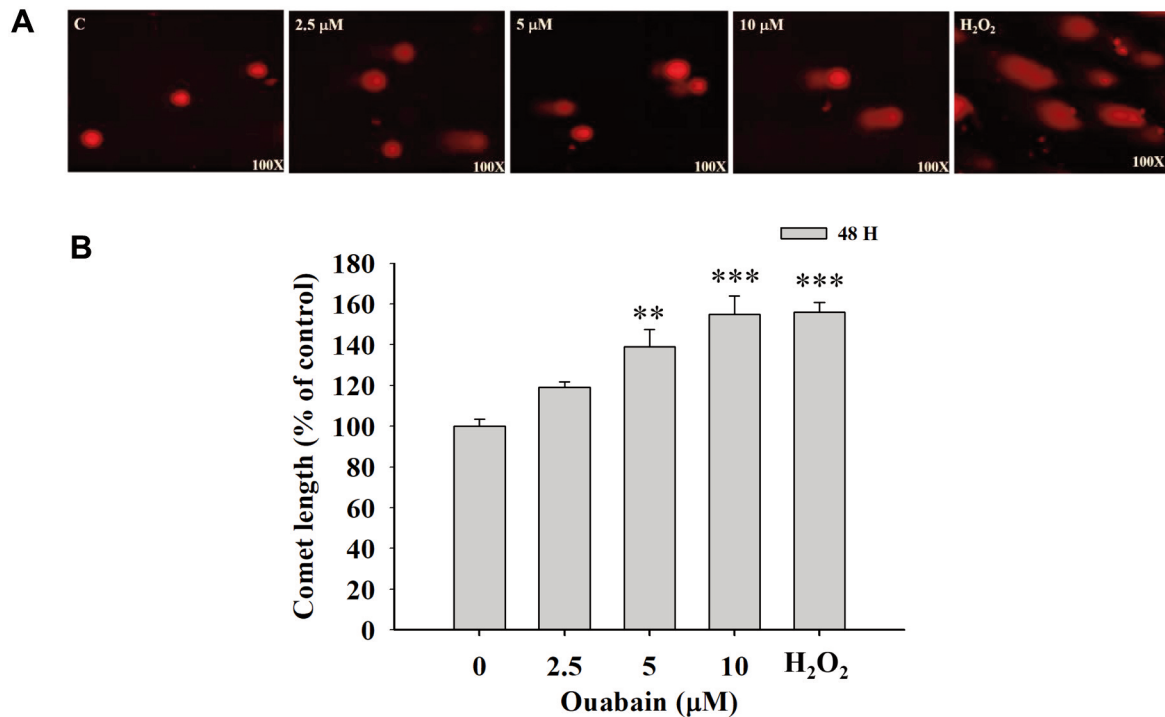 A
C
2.5 µM
5 µM
10 µM
H₂O₂
100X
100X
100X
100X
100X
B
48 H
180
160
140
120
100
80
60
40
20
0
Comet length (% of control)
**
***
***
0
2.5
5
10
H₂O₂
Ouabain (µM)